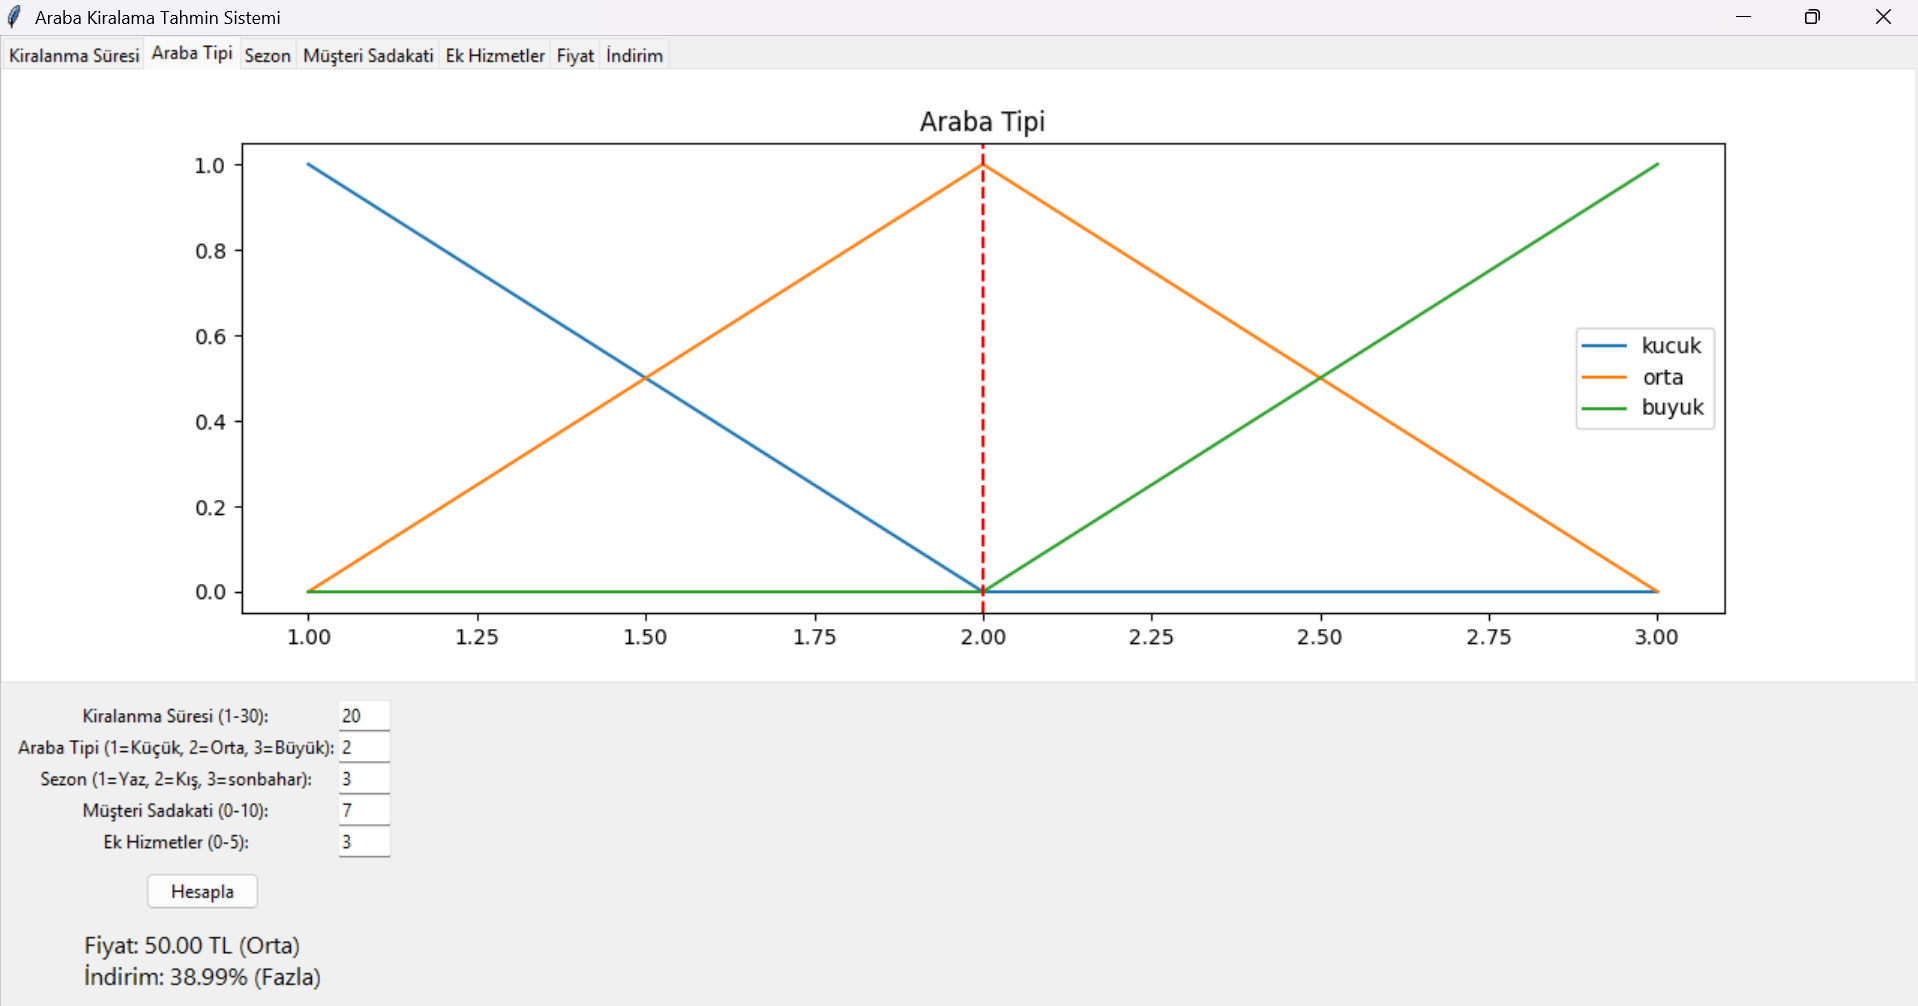 Araba Kiralama Tahmin Sistemi
Kiralanma Süresi Araba Tipi Sezon Müşteri Sadakati Ek Hizmetler Fiyat İndirim
Araba Tipi
1.0
0.8
0.6
0.4
0.2
0.0
kucuk
orta
buyuk
1.00 1.25 1.50 1.75 2.00 2.25 2.50 2.75 3.00
Kiralanma Süresi (1-30): 20
Araba Tipi (1=Küçük, 2=Orta, 3=Büyük): 2
Sezon (1=Yaz, 2=Kış, 3=sonbahar): 3
Müşteri Sadakati (0-10): 7
Ek Hizmetler (0-5): 3
Hesapla
Fiyat: 50.00 TL (Orta)
İndirim: 38.99% (Fazla)